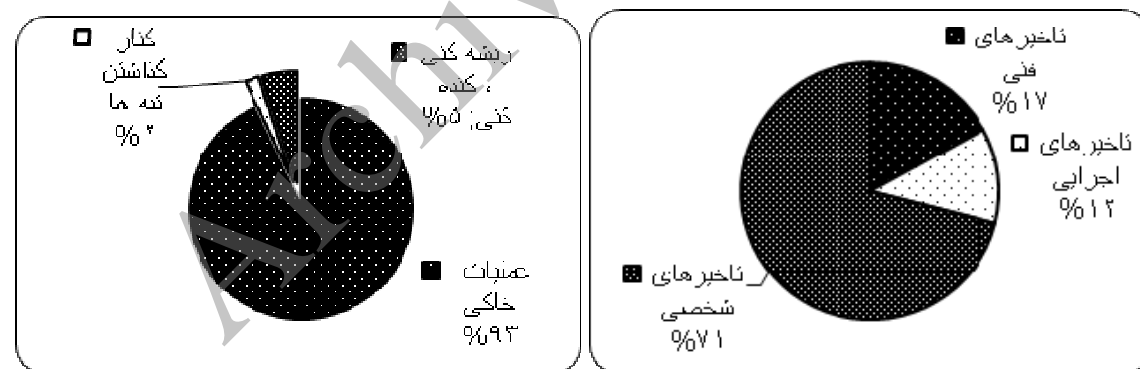 کنار
گذاشتن
تنه ها
%۲
ریشه کنی
، کنده
کنی; ۵%
عملیات
خاکی
%۹۳
تاخیرهای
فنی
%۱۷
تاخیرهای
اجرایی
%۱۲
تاخیرهای
شخصی
%۷۱
Archiv